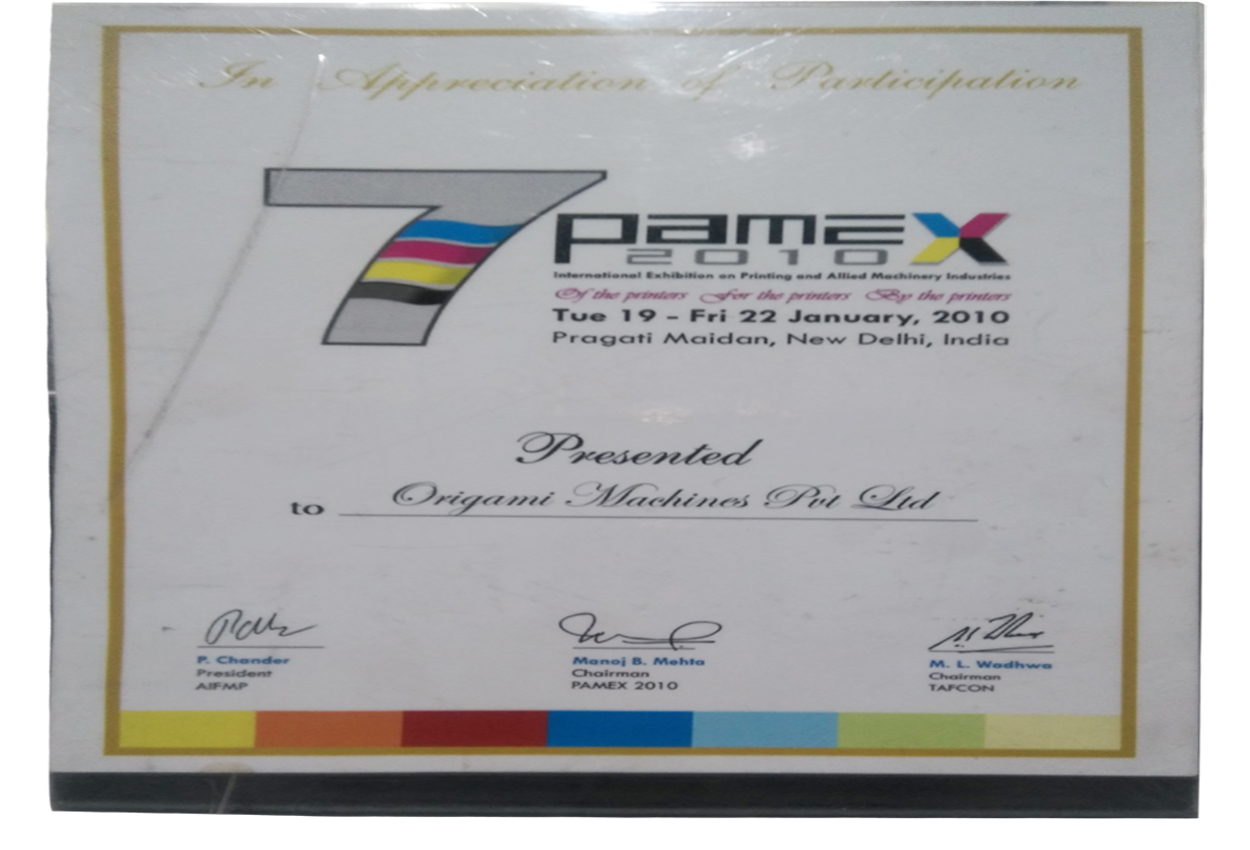 In Appreciation of Participation
7 PamEX
2010
International Exhibition on Printing and Allied Machinery Industries
Of the printers For the printers By the printers
Tue 19 - Fri 22 January, 2010
Pragati Maidan, New Delhi, India
Presented
to Origami Machines Pvt Ltd
P. Chander
President
AIFMP
Manoj B. Mehta
Chairman
PAMEX 2010
M. L. Wadhwa
Chairman
TAFCON